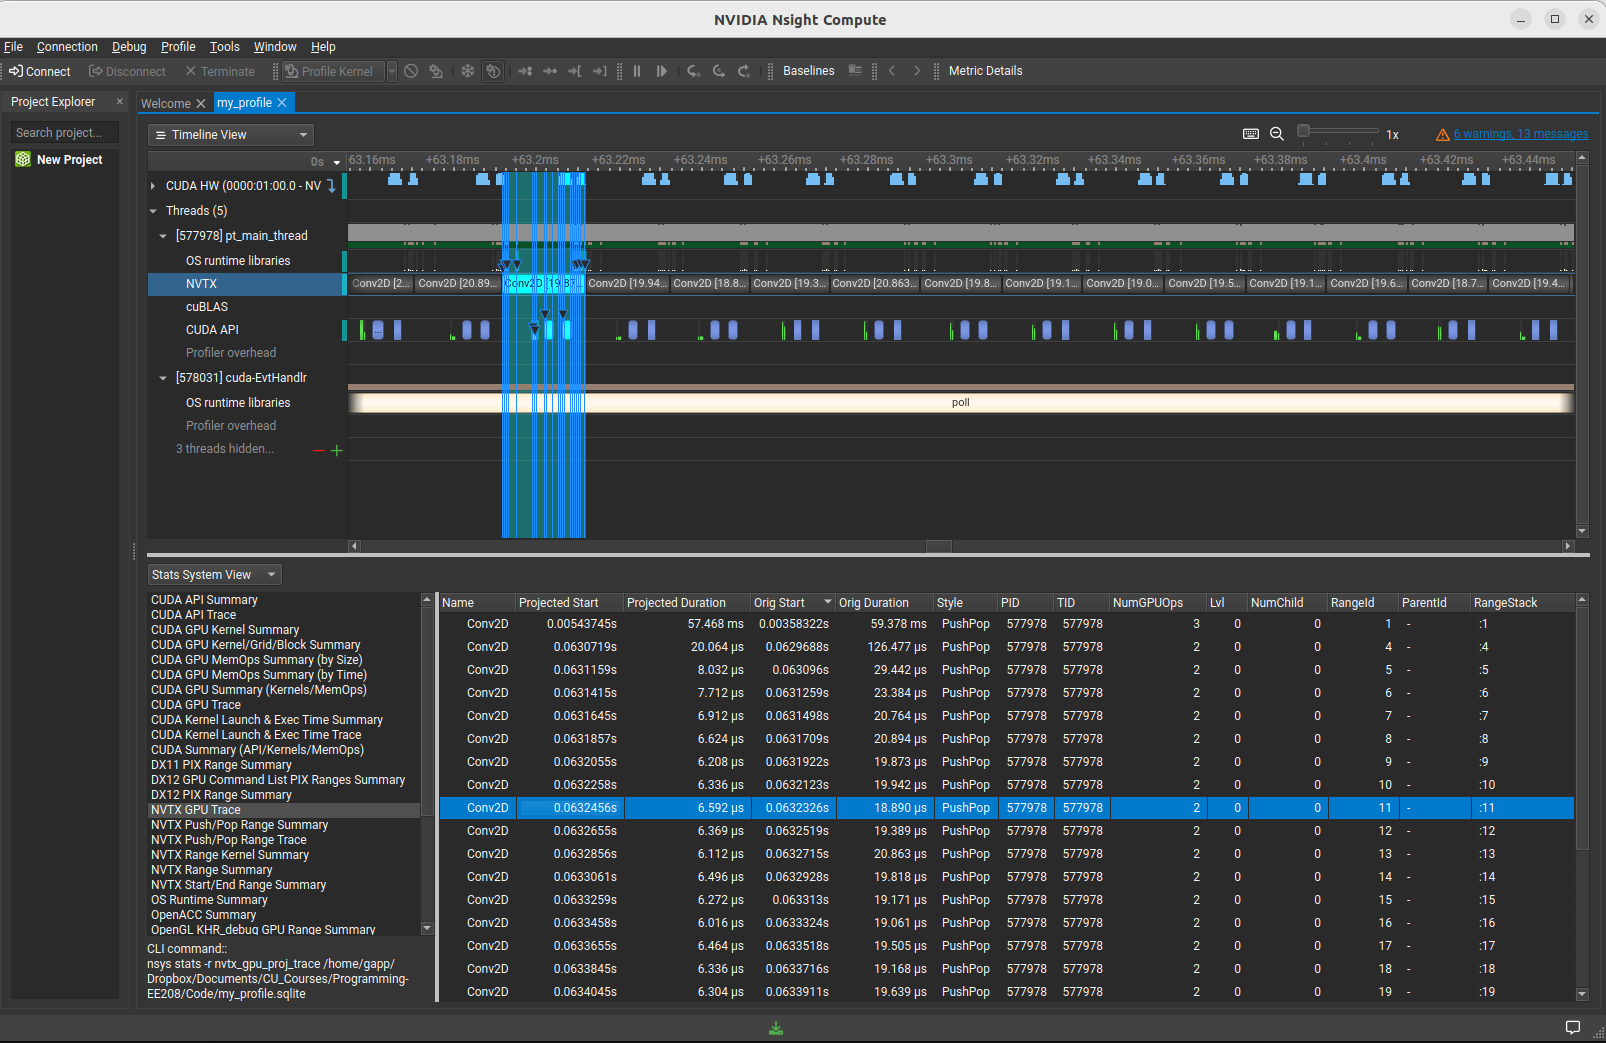 NVIDIA Nsight Compute
File Connection Debug Profile Tools Window Help
Connect Disconnect Terminate Profile Kernel Baselines Metric Details
Project Explorer
Search project...
New Project
Welcome my_profile
Timeline View 1x 6 warnings, 13 messages
0s 63.16ms +63.18ms +63.2ms +63.22ms +63.24ms +63.26ms +63.28ms +63.3ms +63.32ms +63.34ms +63.36ms +63.38ms +63.4ms +63.42ms +63.44ms
CUDA HW (0000:01:00.0 - NV
Threads (5)
[577978] pt_main_thread
OS runtime libraries
NVTX Conv2D [2... Conv2D [20.89... Conv2D [19.87... Conv2D [19.94... Conv2D [18.8... Conv2D [19.3... Conv2D [20.863... Conv2D [19.8... Conv2D [19.1... Conv2D [19.0... Conv2D [19.5... Conv2D [19.1... Conv2D [19.6... Conv2D [18.7... Conv2D [19.4...
cuBLAS
CUDA API ...
Profiler overhead
[578031] cuda-EvtHandlr
OS runtime libraries poll
Profiler overhead
3 threads hidden...
Stats System View
CUDA API Summary
CUDA API Trace
CUDA GPU Kernel Summary
CUDA GPU Kernel/Grid/Block Summary
CUDA GPU MemOps Summary (by Size)
CUDA GPU MemOps Summary (by Time)
CUDA GPU Summary (Kernels/MemOps)
CUDA GPU Trace
CUDA Kernel Launch & Exec Time Summary
CUDA Kernel Launch & Exec Time Trace
CUDA Summary (API/Kernels/MemOps)
DX11 PIX Range Summary
DX12 GPU Command List PIX Ranges Summary
DX12 PIX Range Summary
NVTX GPU Trace
NVTX Push/Pop Range Summary
NVTX Push/Pop Range Trace
NVTX Range Kernel Summary
NVTX Range Summary
NVTX Start/End Range Summary
OS Runtime Summary
OpenACC Summary
OpenGL KHR_debug GPU Range Summary
CLI command::
nsys stats -r nvtx_gpu_proj_trace /home/gapp/
Dropbox/Documents/CU_Courses/Programming-
EE208/Code/my_profile.sqlite
Name Projected Start Projected Duration Orig Start Orig Duration Style PID TID NumGPUOps Lvl NumChild RangeId ParentId RangeStack
Conv2D 0.00543745s 57.468 ms 0.00358322s 59.378 ms PushPop 577978 577978 3 0 0 1 - :1
Conv2D 0.0630719s 20.064 μs 0.0629688s 126.477 μs PushPop 577978 577978 2 0 0 4 - :4
Conv2D 0.0631159s 8.032 μs 0.063096s 29.442 μs PushPop 577978 577978 2 0 0 5 - :5
Conv2D 0.0631415s 7.712 μs 0.0631259s 23.384 μs PushPop 577978 577978 2 0 0 6 - :6
Conv2D 0.0631645s 6.912 μs 0.0631498s 20.764 μs PushPop 577978 577978 2 0 0 7 - :7
Conv2D 0.0631857s 6.624 μs 0.0631709s 20.894 μs PushPop 577978 577978 2 0 0 8 - :8
Conv2D 0.0632055s 6.208 μs 0.0631922s 19.873 μs PushPop 577978 577978 2 0 0 9 - :9
Conv2D 0.0632258s 6.336 μs 0.0632123s 19.942 μs PushPop 577978 577978 2 0 0 10 - :10
Conv2D 0.0632456s 6.592 μs 0.0632326s 18.890 μs PushPop 577978 577978 2 0 0 11 - :11
Conv2D 0.0632655s 6.369 μs 0.0632519s 19.389 μs PushPop 577978 577978 2 0 0 12 - :12
Conv2D 0.0632856s 6.112 μs 0.0632715s 20.863 μs PushPop 577978 577978 2 0 0 13 - :13
Conv2D 0.0633061s 6.496 μs 0.0632928s 19.818 μs PushPop 577978 577978 2 0 0 14 - :14
Conv2D 0.0633259s 6.272 μs 0.063313s 19.171 μs PushPop 577978 577978 2 0 0 15 - :15
Conv2D 0.0633458s 6.016 μs 0.0633324s 19.061 μs PushPop 577978 577978 2 0 0 16 - :16
Conv2D 0.0633655s 6.464 μs 0.0633518s 19.505 μs PushPop 577978 577978 2 0 0 17 - :17
Conv2D 0.0633845s 6.336 μs 0.0633716s 19.168 μs PushPop 577978 577978 2 0 0 18 - :18
Conv2D 0.0634045s 6.304 μs 0.0633911s 19.639 μs PushPop 577978 577978 2 0 0 19 - :19